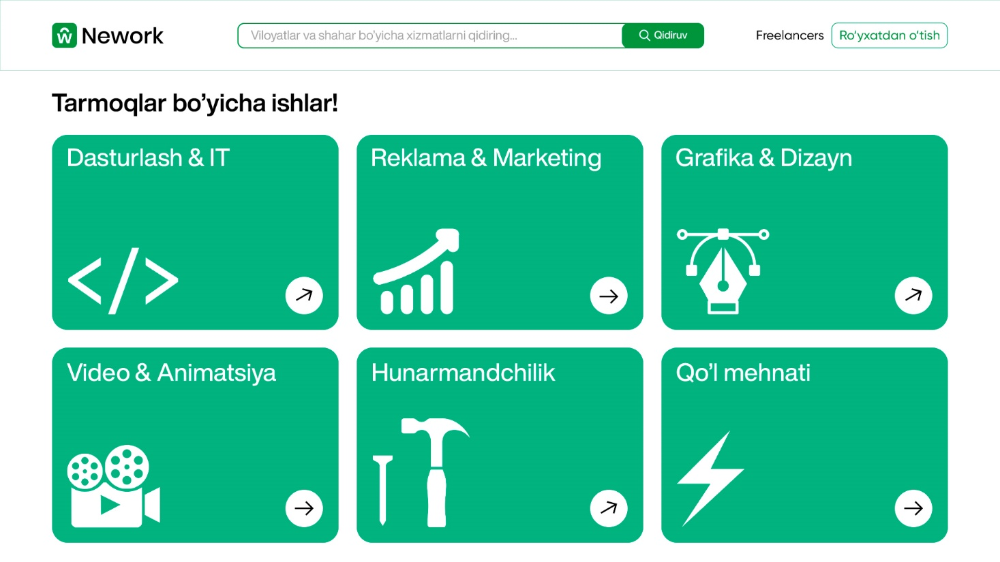 Nework
Viloyatlar va shahar bo'yicha xizmatlarni qidiring...
Qidiruv
Freelancers
Ro‘yxatdan o‘tish
Tarmoqlar bo’yicha ishlar!
Dasturlash & IT
Reklama & Marketing
Grafika & Dizayn
Video & Animatsiya
Hunarmandchilik
Qo’l mehnati